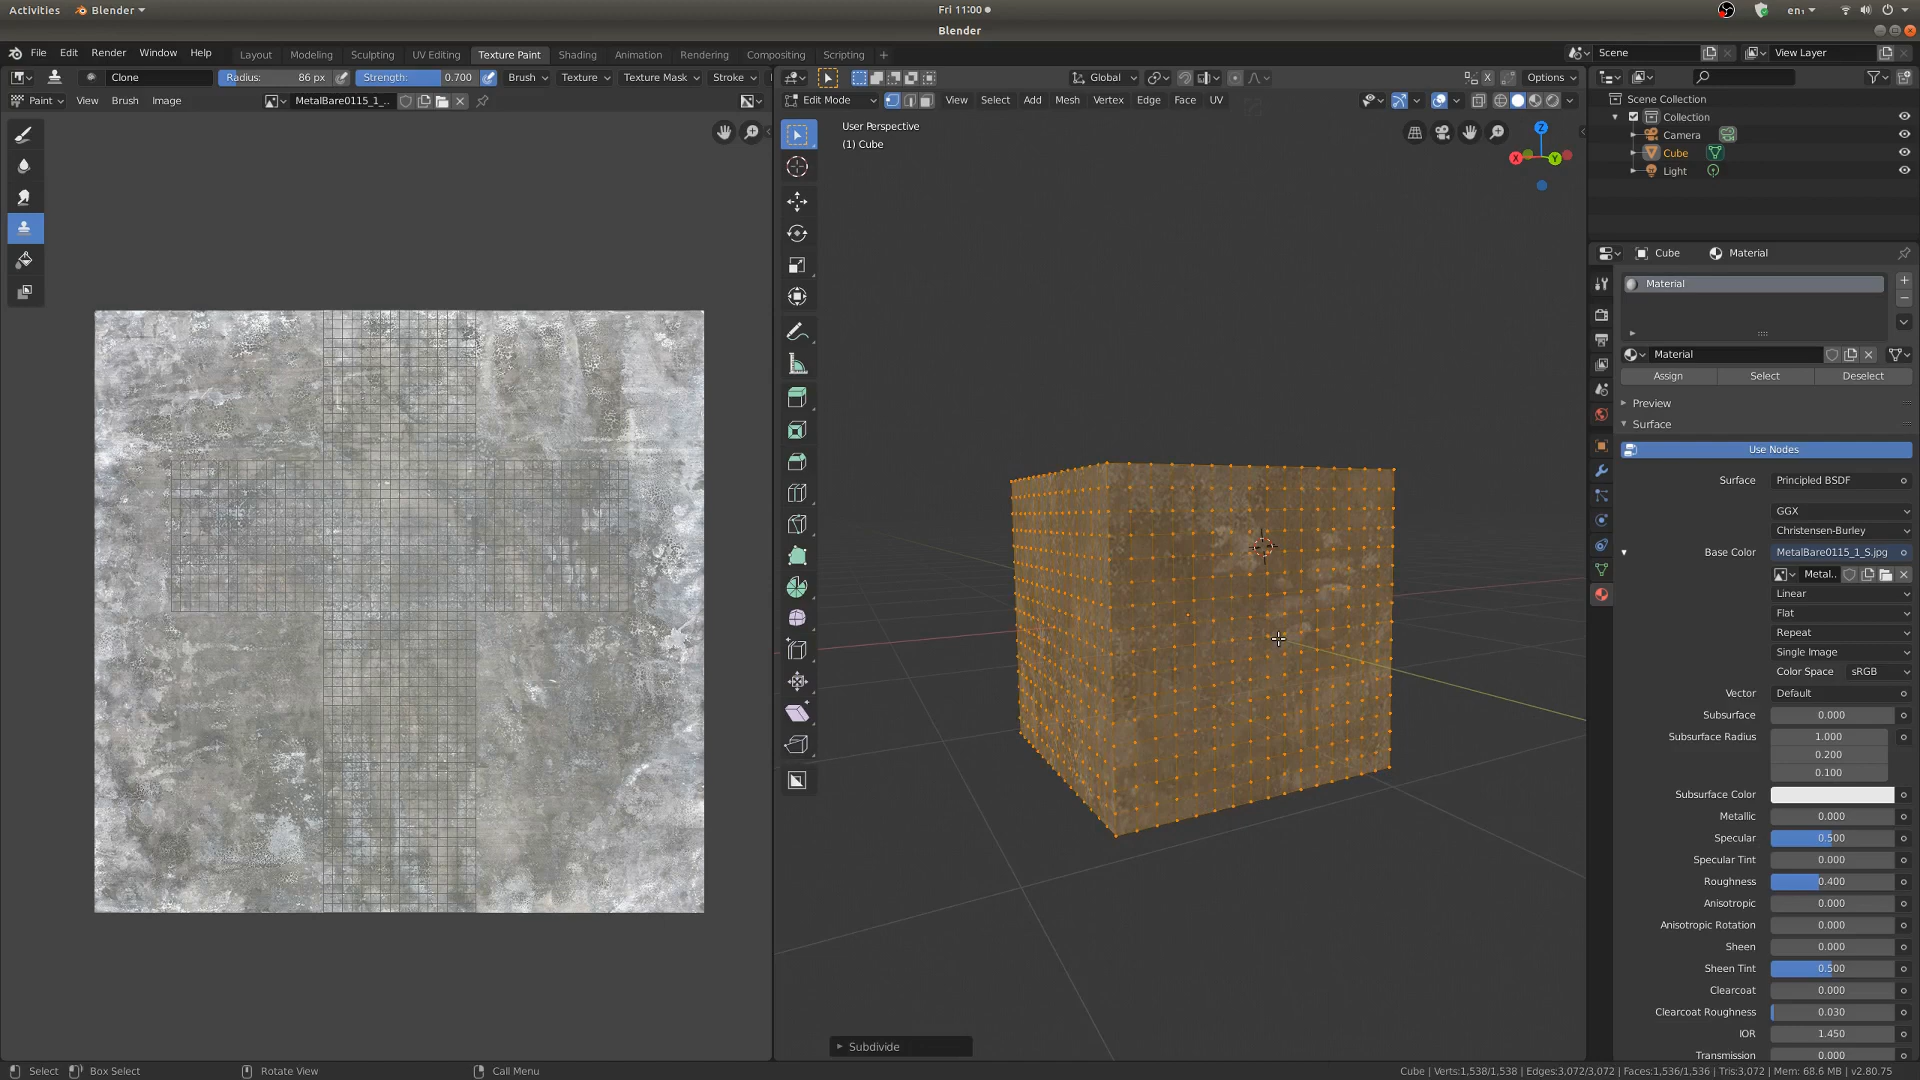 Activities Blender Fri 11:00 en₁
Blender
File Edit Render Window Help Layout Modeling Sculpting UV Editing Texture Paint Shading Animation Rendering Compositing Scripting + Scene View Layer
Clone Radius: 86 px Strength: 0.700 Brush Texture Texture Mask Stroke Global Options
Paint View Brush Image MetalBare0115_1_.. Edit Mode View Select Add Mesh Vertex Edge Face UV
Scene Collection
Collection
Camera
Cube
Light
User Perspective
(1) Cube
Z
X
Y
Cube Material
Material
Material
Assign Select Deselect
Preview
Surface
Use Nodes
Surface Principled BSDF
GGX
Christensen-Burley
Base Color MetalBare0115_1_S.jpg
Metal..
Linear
Flat
Repeat
Single Image
Color Space sRGB
Vector Default
Subsurface 0.000
Subsurface Radius 1.000
0.200
0.100
Subsurface Color
Metallic 0.000
Specular 0.500
Specular Tint 0.000
Roughness 0.400
Anisotropic 0.000
Anisotropic Rotation 0.000
Sheen 0.000
Sheen Tint 0.500
Clearcoat 0.000
Clearcoat Roughness 0.030
IOR 1.450
Transmission 0.000
Subdivide
Select Box Select Rotate View Call Menu Cube | Verts:1,538/1,538 | Edges:3,072/3,072 | Faces:1,536/1,536 | Tris:3,072 | Mem: 68.6 MB | v2.80.75